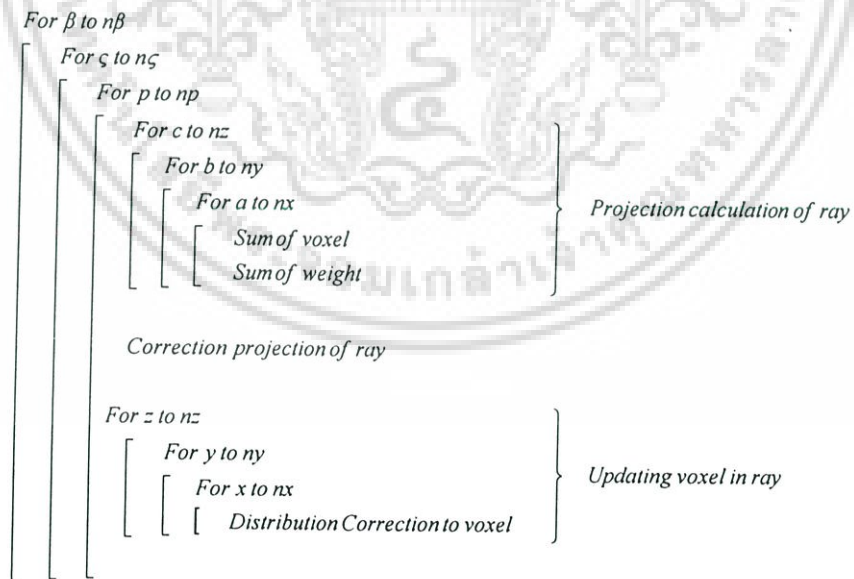 For β to nβ
For ς to nς
For p to np
For c to nz
For b to ny
For a to nx
Projection calculation of ray
Sum of voxel
Sum of weight
Correction projection of ray
For z to nz
For y to ny
Updating voxel in ray
For x to nx
Distribution Correction to voxel